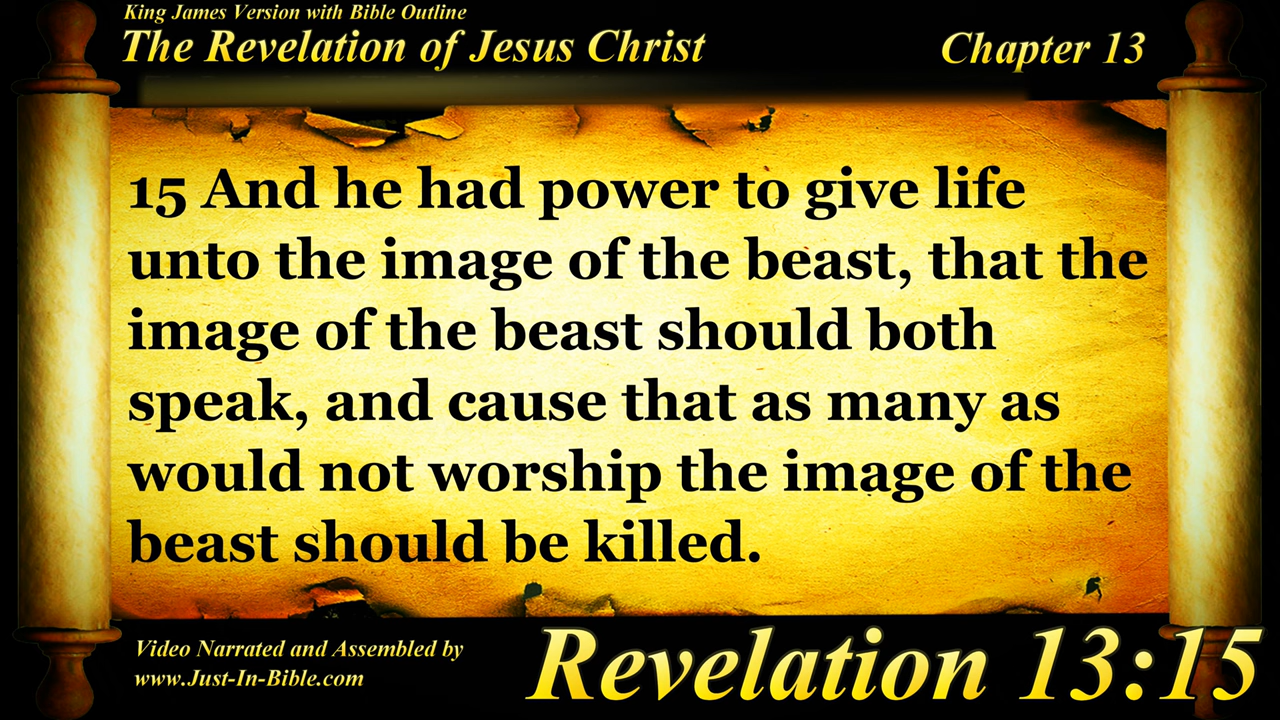 King James Version with Bible Outline
The Revelation of Jesus Christ
Chapter 13
15 And he had power to give life
unto the image of the beast, that the
image of the beast should both
speak, and cause that as many as
would not worship the image of the
beast should be killed.
Video Narrated and Assembled by
www.Just-In-Bible.com
Revelation 13:15